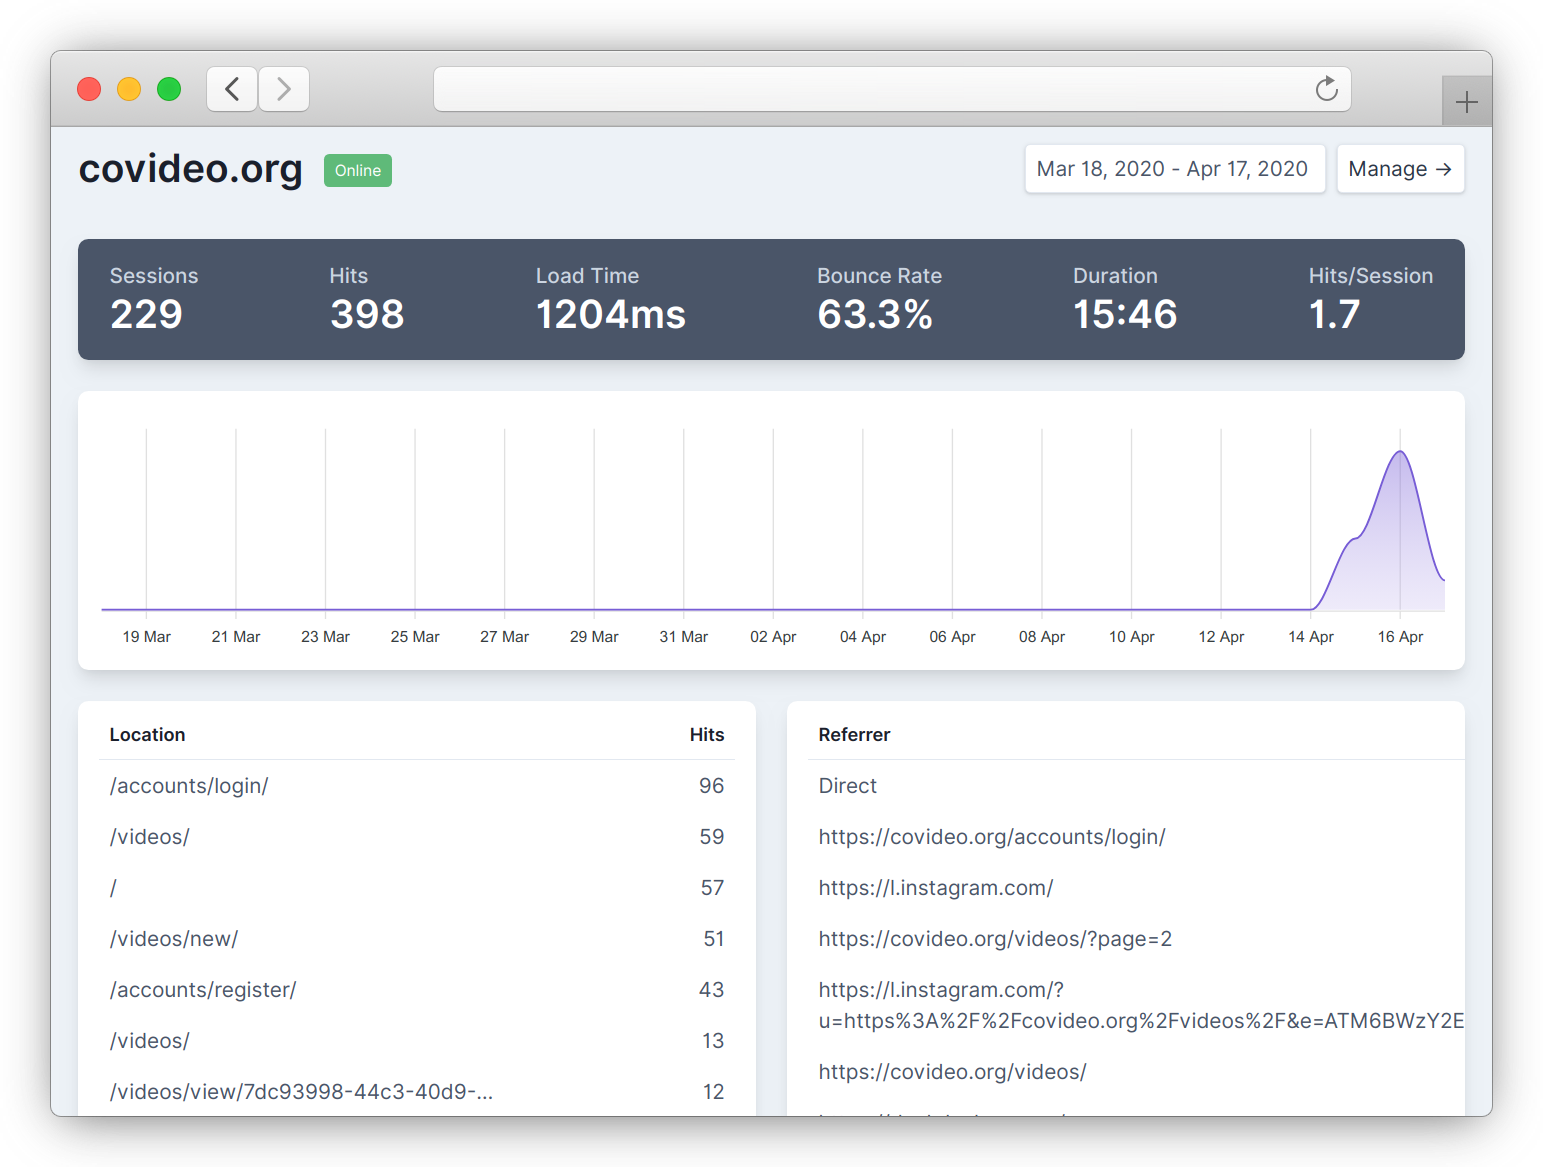 covideo.org Online Mar 18, 2020 - Apr 17, 2020 Manage →
Sessions Hits Load Time Bounce Rate Duration Hits/Session
229 398 1204ms 63.3% 15:46 1.7
19 Mar 21 Mar 23 Mar 25 Mar 27 Mar 29 Mar 31 Mar 02 Apr 04 Apr 06 Apr 08 Apr 10 Apr 12 Apr 14 Apr 16 Apr
Location Hits
/accounts/login/ 96
/videos/ 59
/ 57
/videos/new/ 51
/accounts/register/ 43
/videos/ 13
/videos/view/7dc93998-44c3-40d9-... 12
Referrer
Direct
https://covideo.org/accounts/login/
https://l.instagram.com/
https://covideo.org/videos/?page=2
https://l.instagram.com/?
u=https%3A%2F%2Fcovideo.org%2Fvideos%2F&e=ATM6BWzY2E
https://covideo.org/videos/